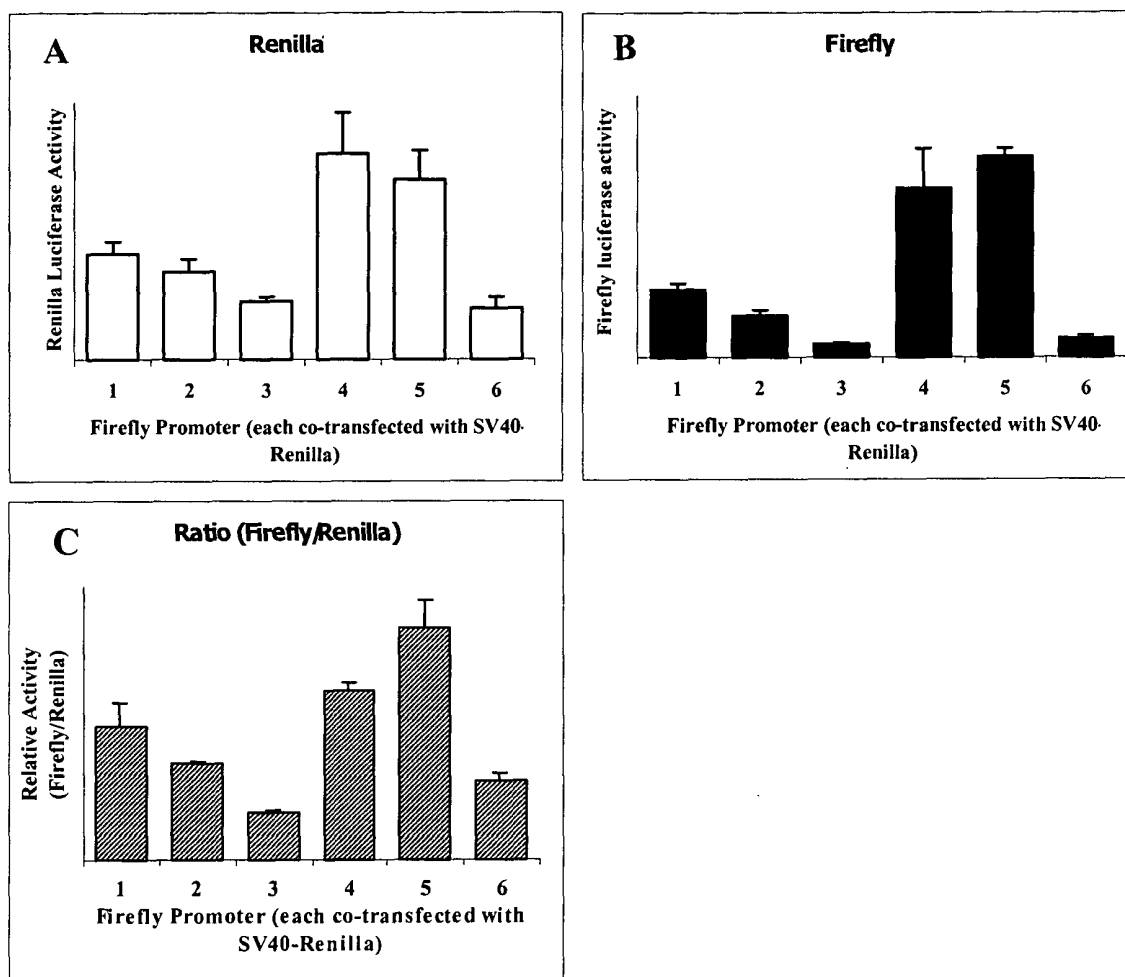 A
Renilla
Renilla Luciferase Activity
1 2 3 4 5 6
Firefly Promoter (each co-transfected with SV40-
Renilla)
B
Firefly
Firefly luciferase activity
1 2 3 4 5 6
Firefly Promoter (each co-transfected with SV40-
Renilla)
C
Ratio (Firefly/Renilla)
Relative Activity
(Firefly/Renilla)
1 2 3 4 5 6
Firefly Promoter (each co-transfected with
SV40-Renilla)